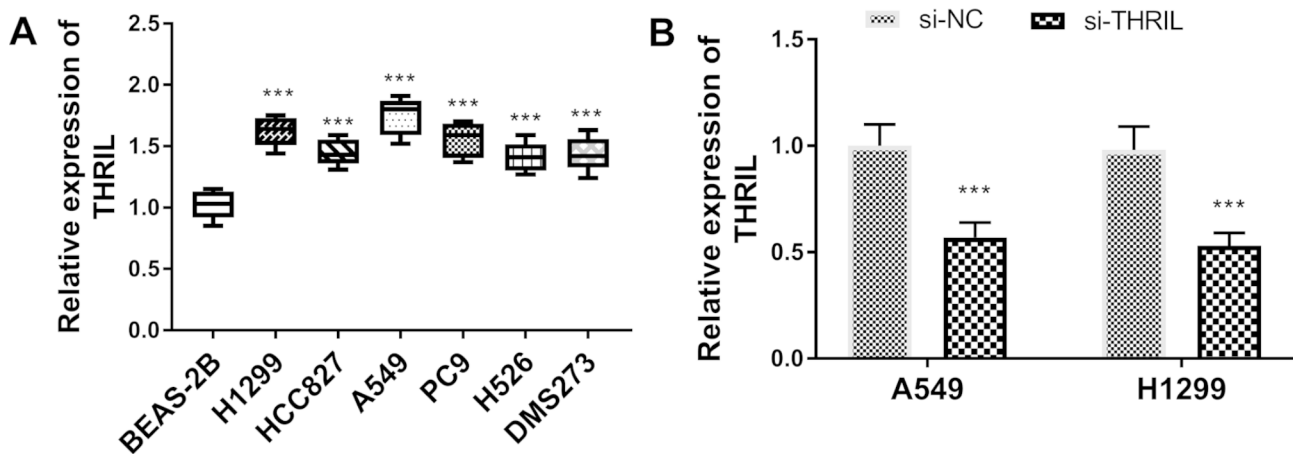 A
Relative expression of
THRIL
2.5
2.0
1.5
1.0
0.5
0.0
***
***
***
***
***
***
BEAS-2B
H1299
HCC827
A549
PC9
H526
DMS273
B
si-NC
si-THRIL
Relative expression of
THRIL
1.5
1.0
0.5
0.0
***
***
A549
H1299